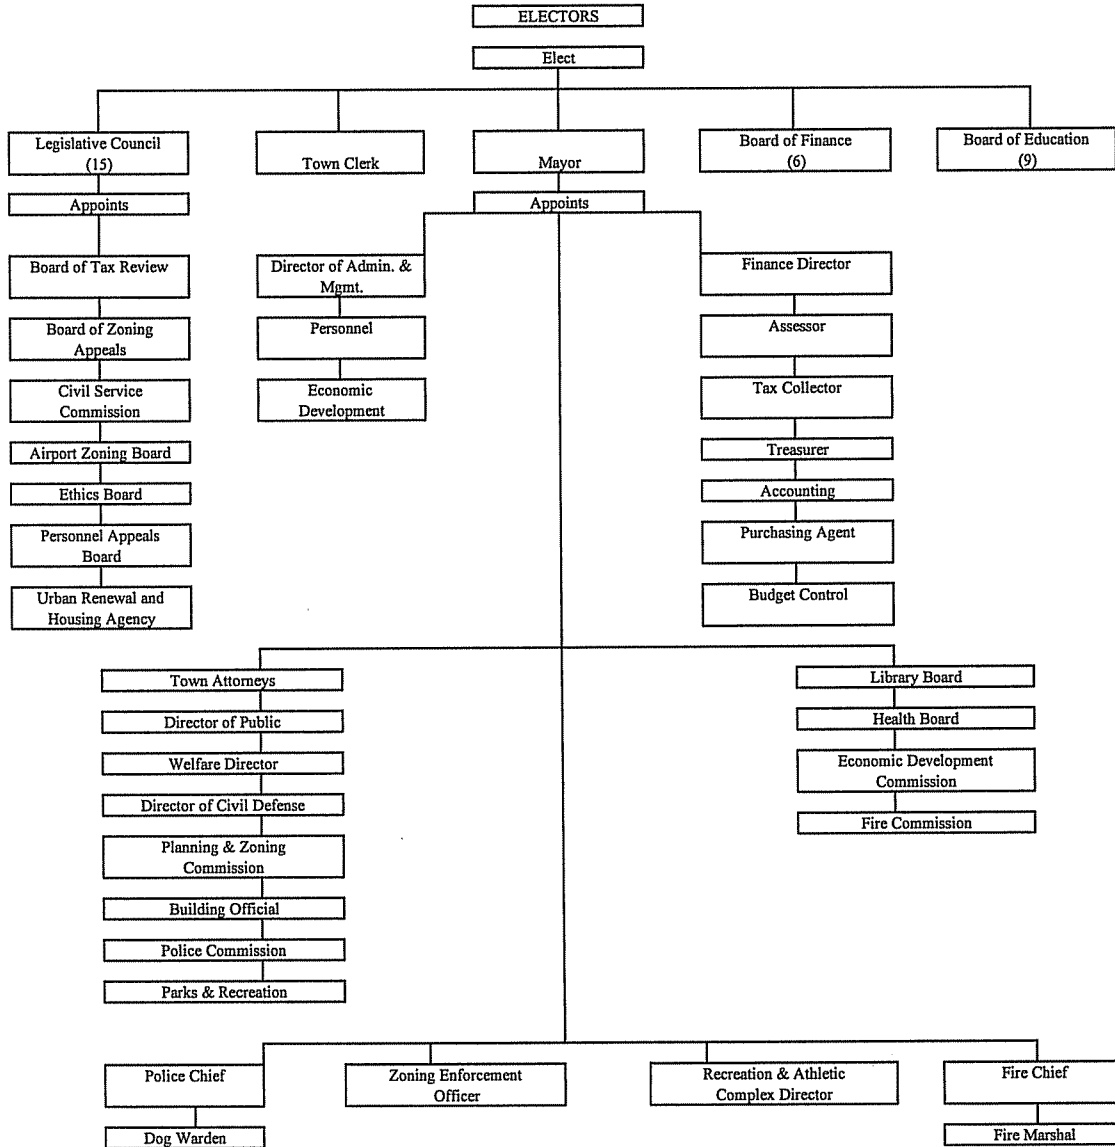 ELECTORS
Elect
Legislative Council
(15)
Town Clerk
Mayor
Board of Finance
(6)
Board of Education
(9)
Appoints
Appoints
Board of Tax Review
Director of Admin. &
Mgmt.
Finance Director
Board of Zoning
Appeals
Personnel
Assessor
Civil Service
Commission
Economic
Development
Tax Collector
Airport Zoning Board
Treasurer
Ethics Board
Accounting
Personnel Appeals
Board
Purchasing Agent
Urban Renewal and
Housing Agency
Budget Control
Town Attorneys
Director of Public
Welfare Director
Director of Civil Defense
Planning & Zoning
Commission
Building Official
Police Commission
Parks & Recreation
Library Board
Health Board
Economic Development
Commission
Fire Commission
Police Chief
Zoning Enforcement
Officer
Recreation & Athletic
Complex Director
Fire Chief
Dog Warden
Fire Marshal